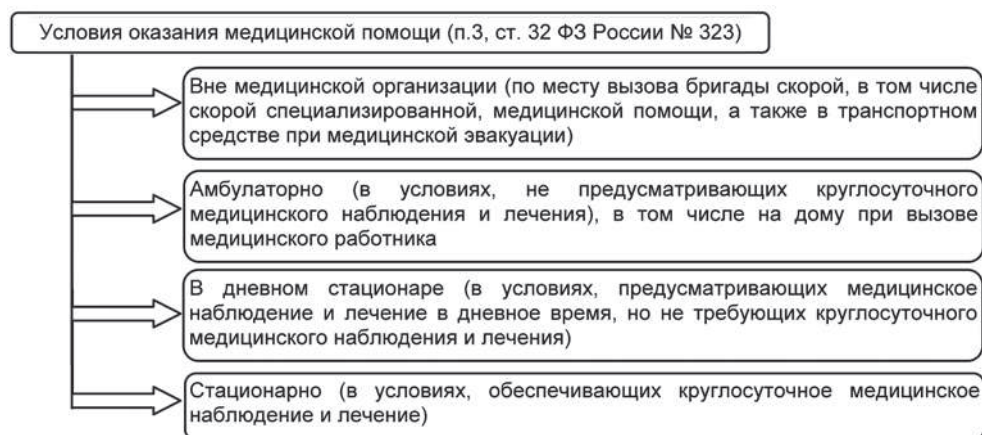 Условия оказания медицинской помощи (п.3, ст. 32 ФЗ России № 323)
Вне медицинской организации (по месту вызова бригады скорой, в том числе
скорой специализированной, медицинской помощи, а также в транспортном
средстве при медицинской эвакуации)
Амбулаторно (в условиях, не предусматривающих круглосуточного
медицинского наблюдения и лечения), в том числе на дому при вызове
медицинского работника
В дневном стационаре (в условиях, предусматривающих медицинское
наблюдение и лечение в дневное время, но не требующих круглосуточного
медицинского наблюдения и лечения)
Стационарно (в условиях, обеспечивающих круглосуточное медицинское
наблюдение и лечение)